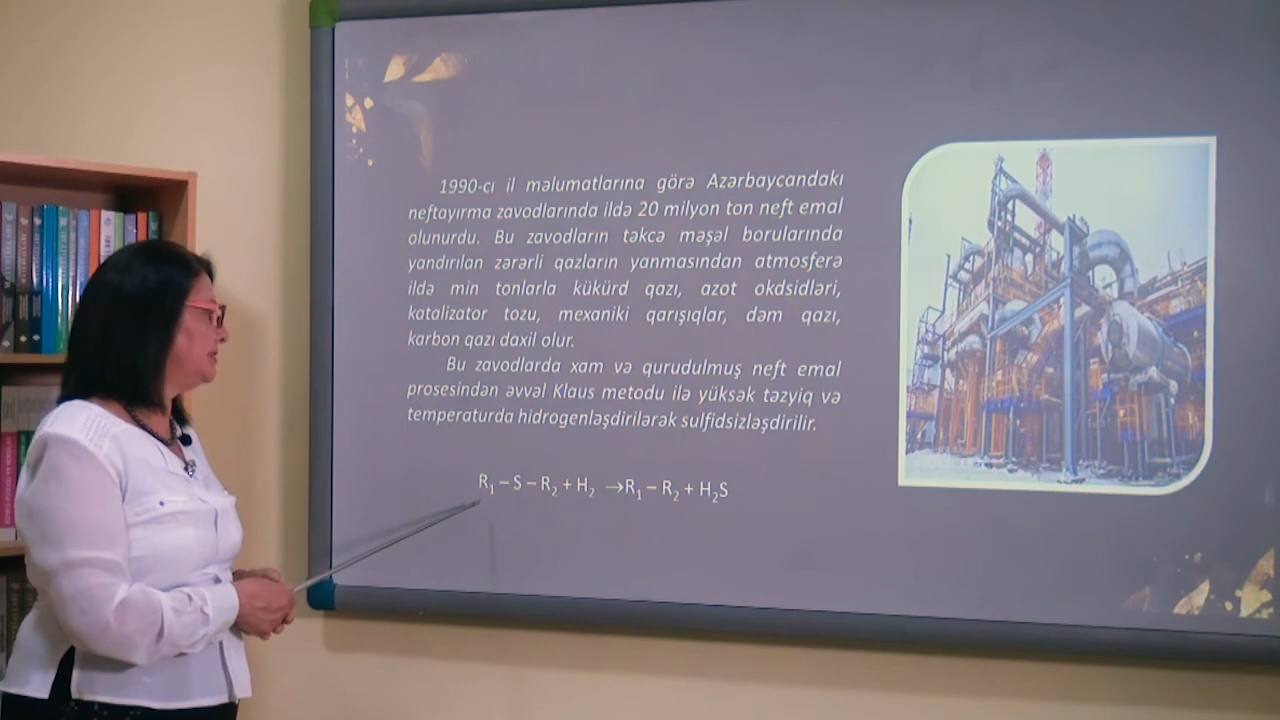 1990-cı il məlumatlarına görə Azərbaycandakı
neftayırma zavodlarında ildə 20 milyon ton neft emal
olunurdu. Bu zavodların təkcə məşəl borularında
yandırılan zərərli qazların yanmasından atmosferə
ildə min tonlarla kükürd qazı, azot okdsidləri,
katalizator tozu, mexaniki qarışıqlar, dəm qazı,
karbon qazı daxil olur.
Bu zavodlarda xam və qurudulmuş neft emal
prosesindən əvvəl Klaus metodu ilə yüksək təzyiq və
temperaturda hidrogenləşdirilərək sulfidsizləşdirilir.
R₁ – S – R₂ + H₂ →R₁ – R₂ + H₂S